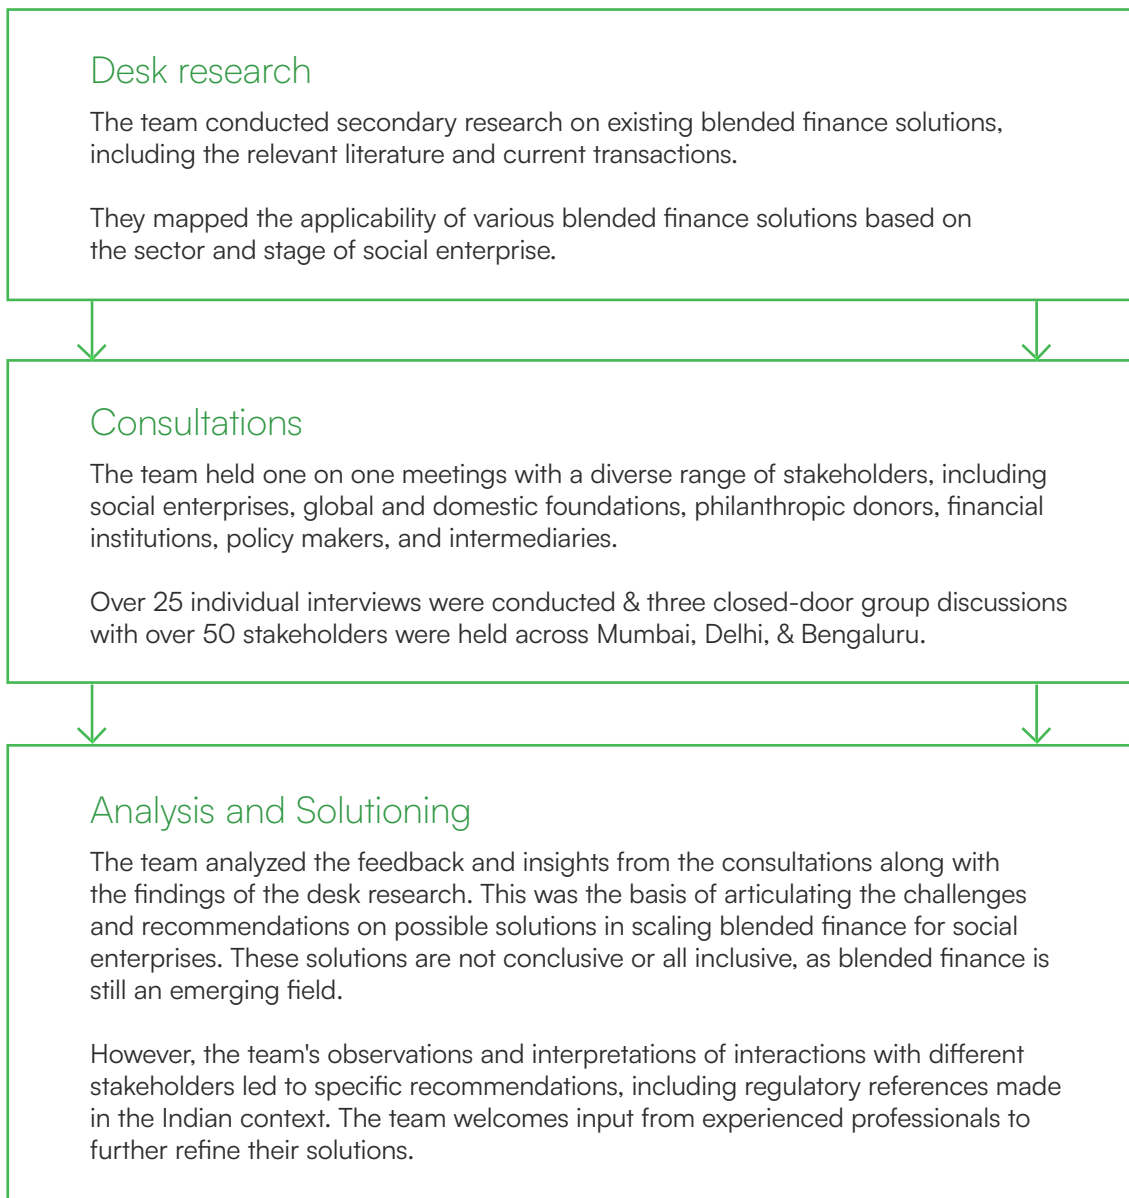 Desk research
The team conducted secondary research on existing blended finance solutions,
including the relevant literature and current transactions.
They mapped the applicability of various blended finance solutions based on
the sector and stage of social enterprise.
Consultations
The team held one on one meetings with a diverse range of stakeholders, including
social enterprises, global and domestic foundations, philanthropic donors, financial
institutions, policy makers, and intermediaries.
Over 25 individual interviews were conducted & three closed-door group discussions
with over 50 stakeholders were held across Mumbai, Delhi, & Bengaluru.
Analysis and Solutioning
The team analyzed the feedback and insights from the consultations along with
the findings of the desk research. This was the basis of articulating the challenges
and recommendations on possible solutions in scaling blended finance for social
enterprises. These solutions are not conclusive or all inclusive, as blended finance is
still an emerging field.
However, the team's observations and interpretations of interactions with different
stakeholders led to specific recommendations, including regulatory references made
in the Indian context. The team welcomes input from experienced professionals to
further refine their solutions.